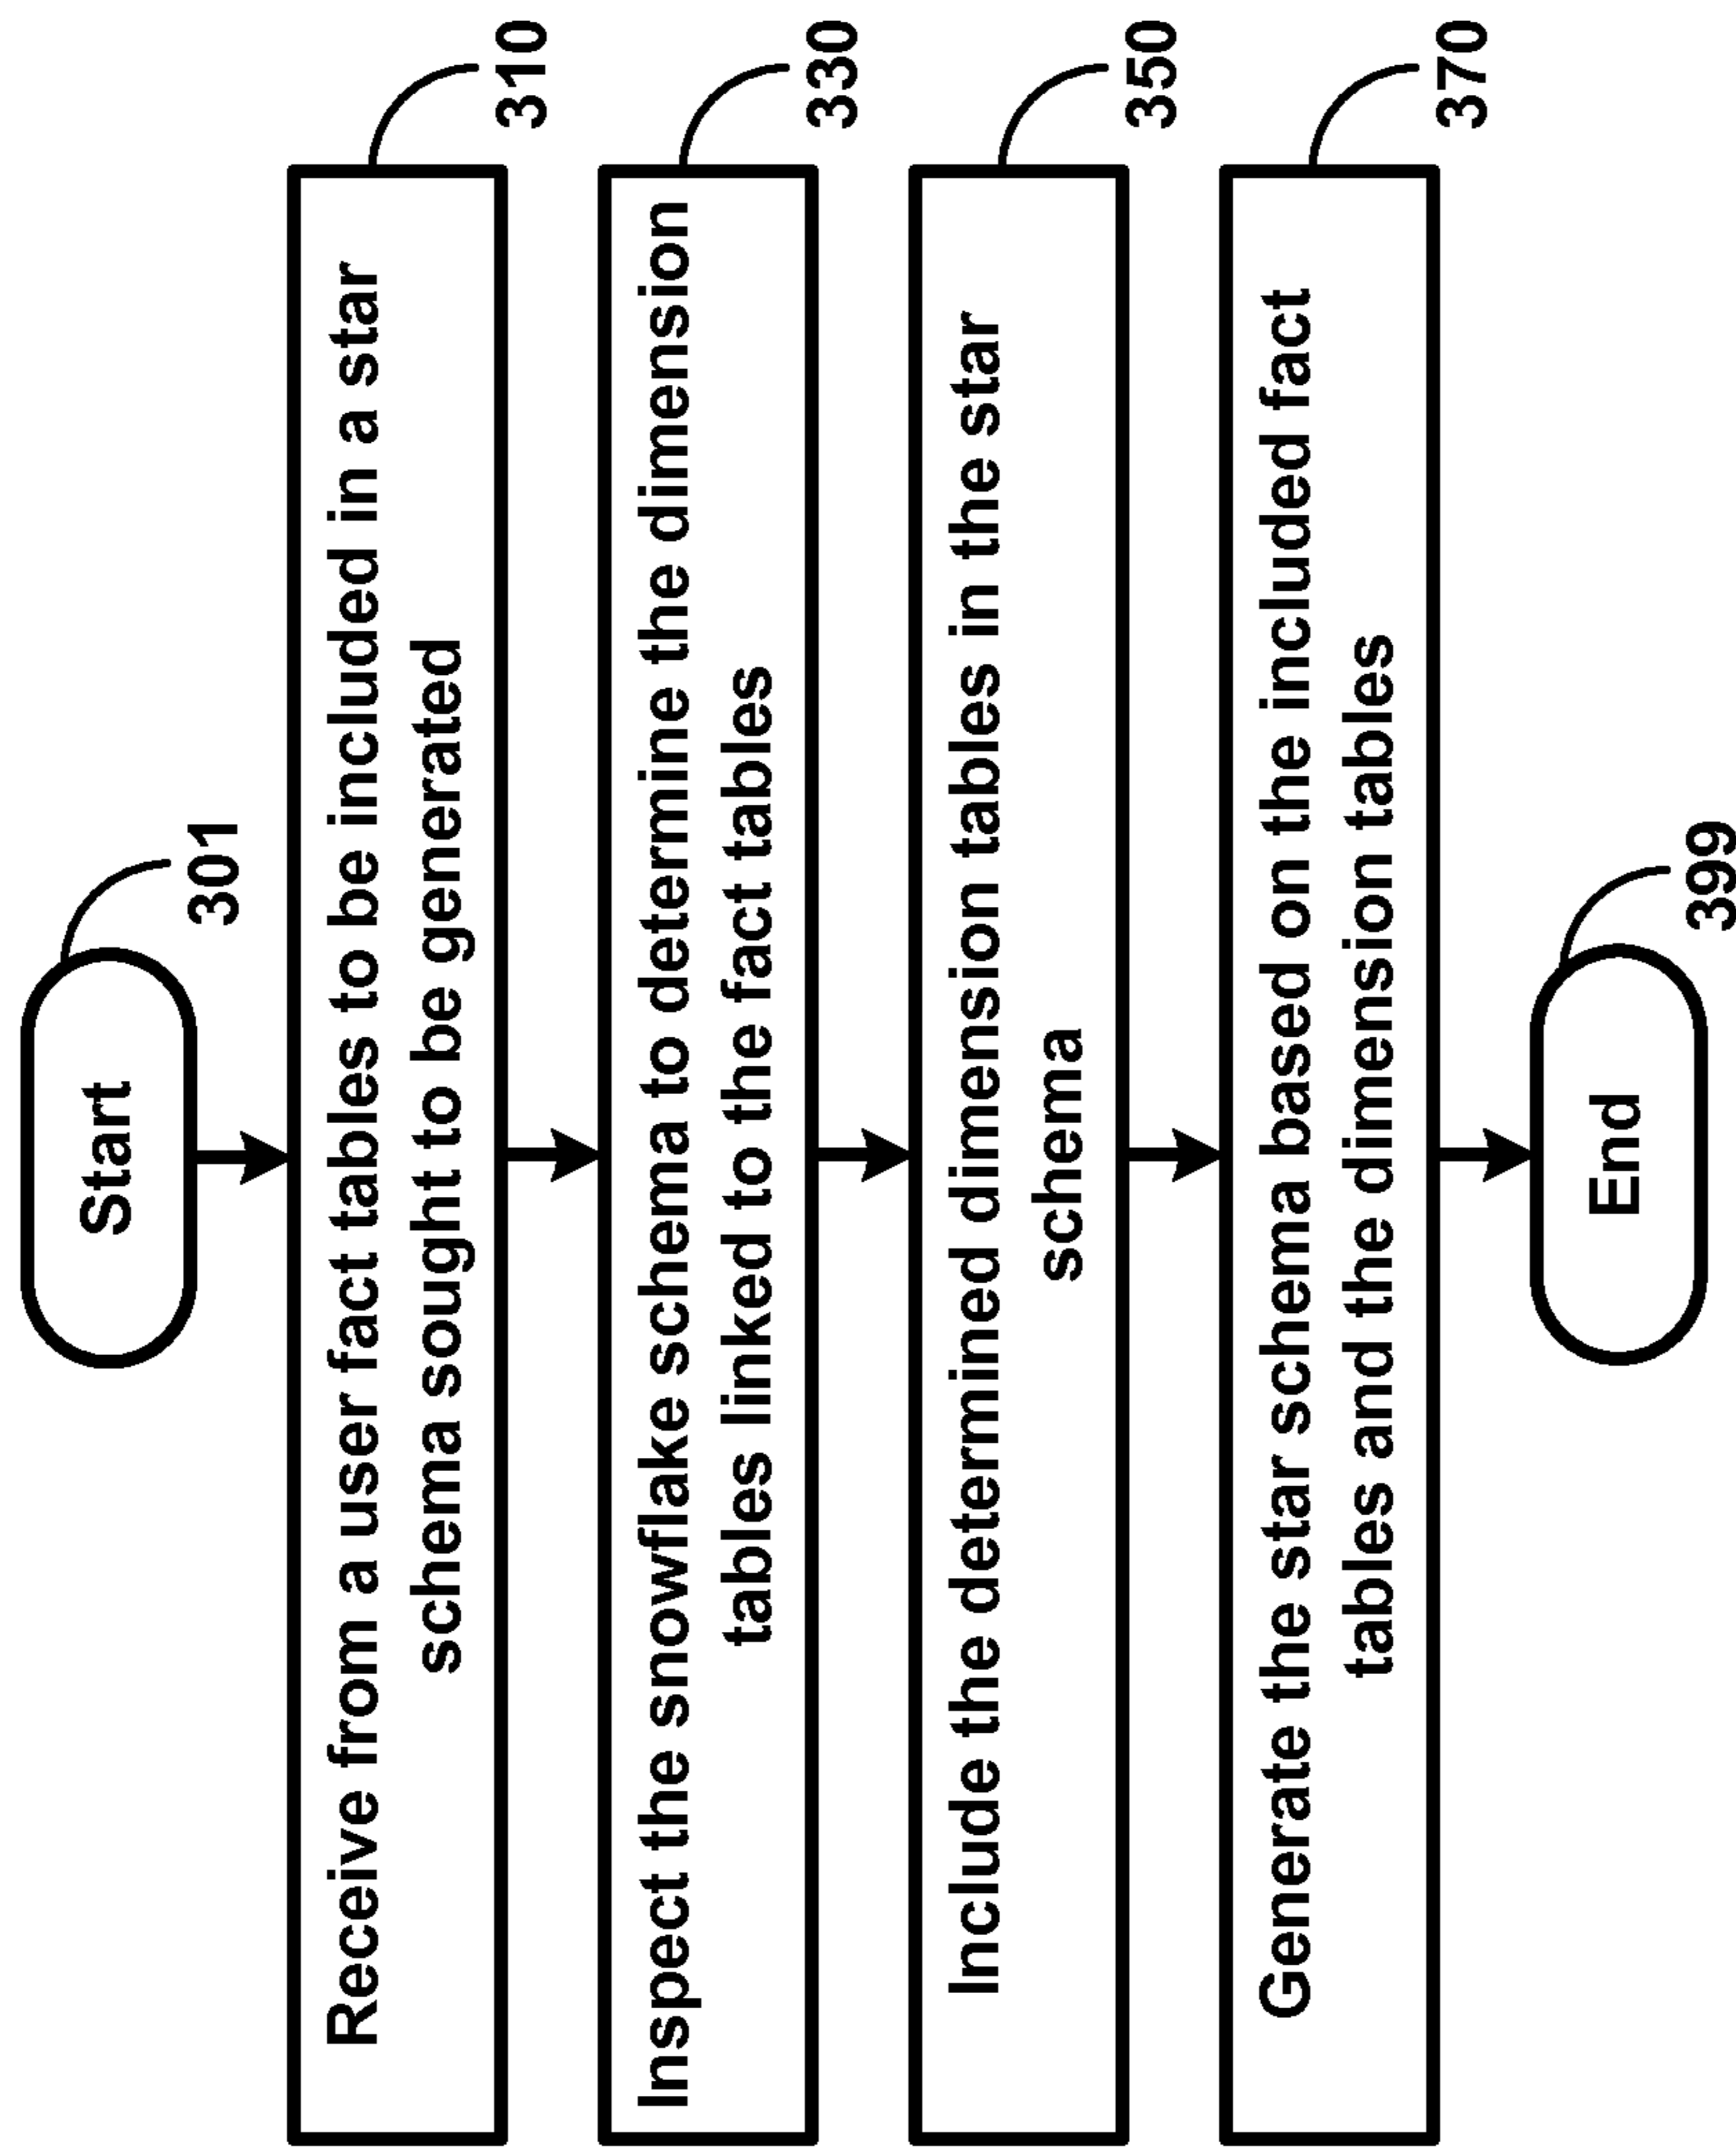 Start
301
Receive from a user fact tables to be included in a star
schema sought to be generated
310
Inspect the snowflake schema to determine the dimension
tables linked to the fact tables
330
Include the determined dimension tables in the star
schema
350
Generate the star schema based on the included fact
tables and the dimension tables
370
End
399